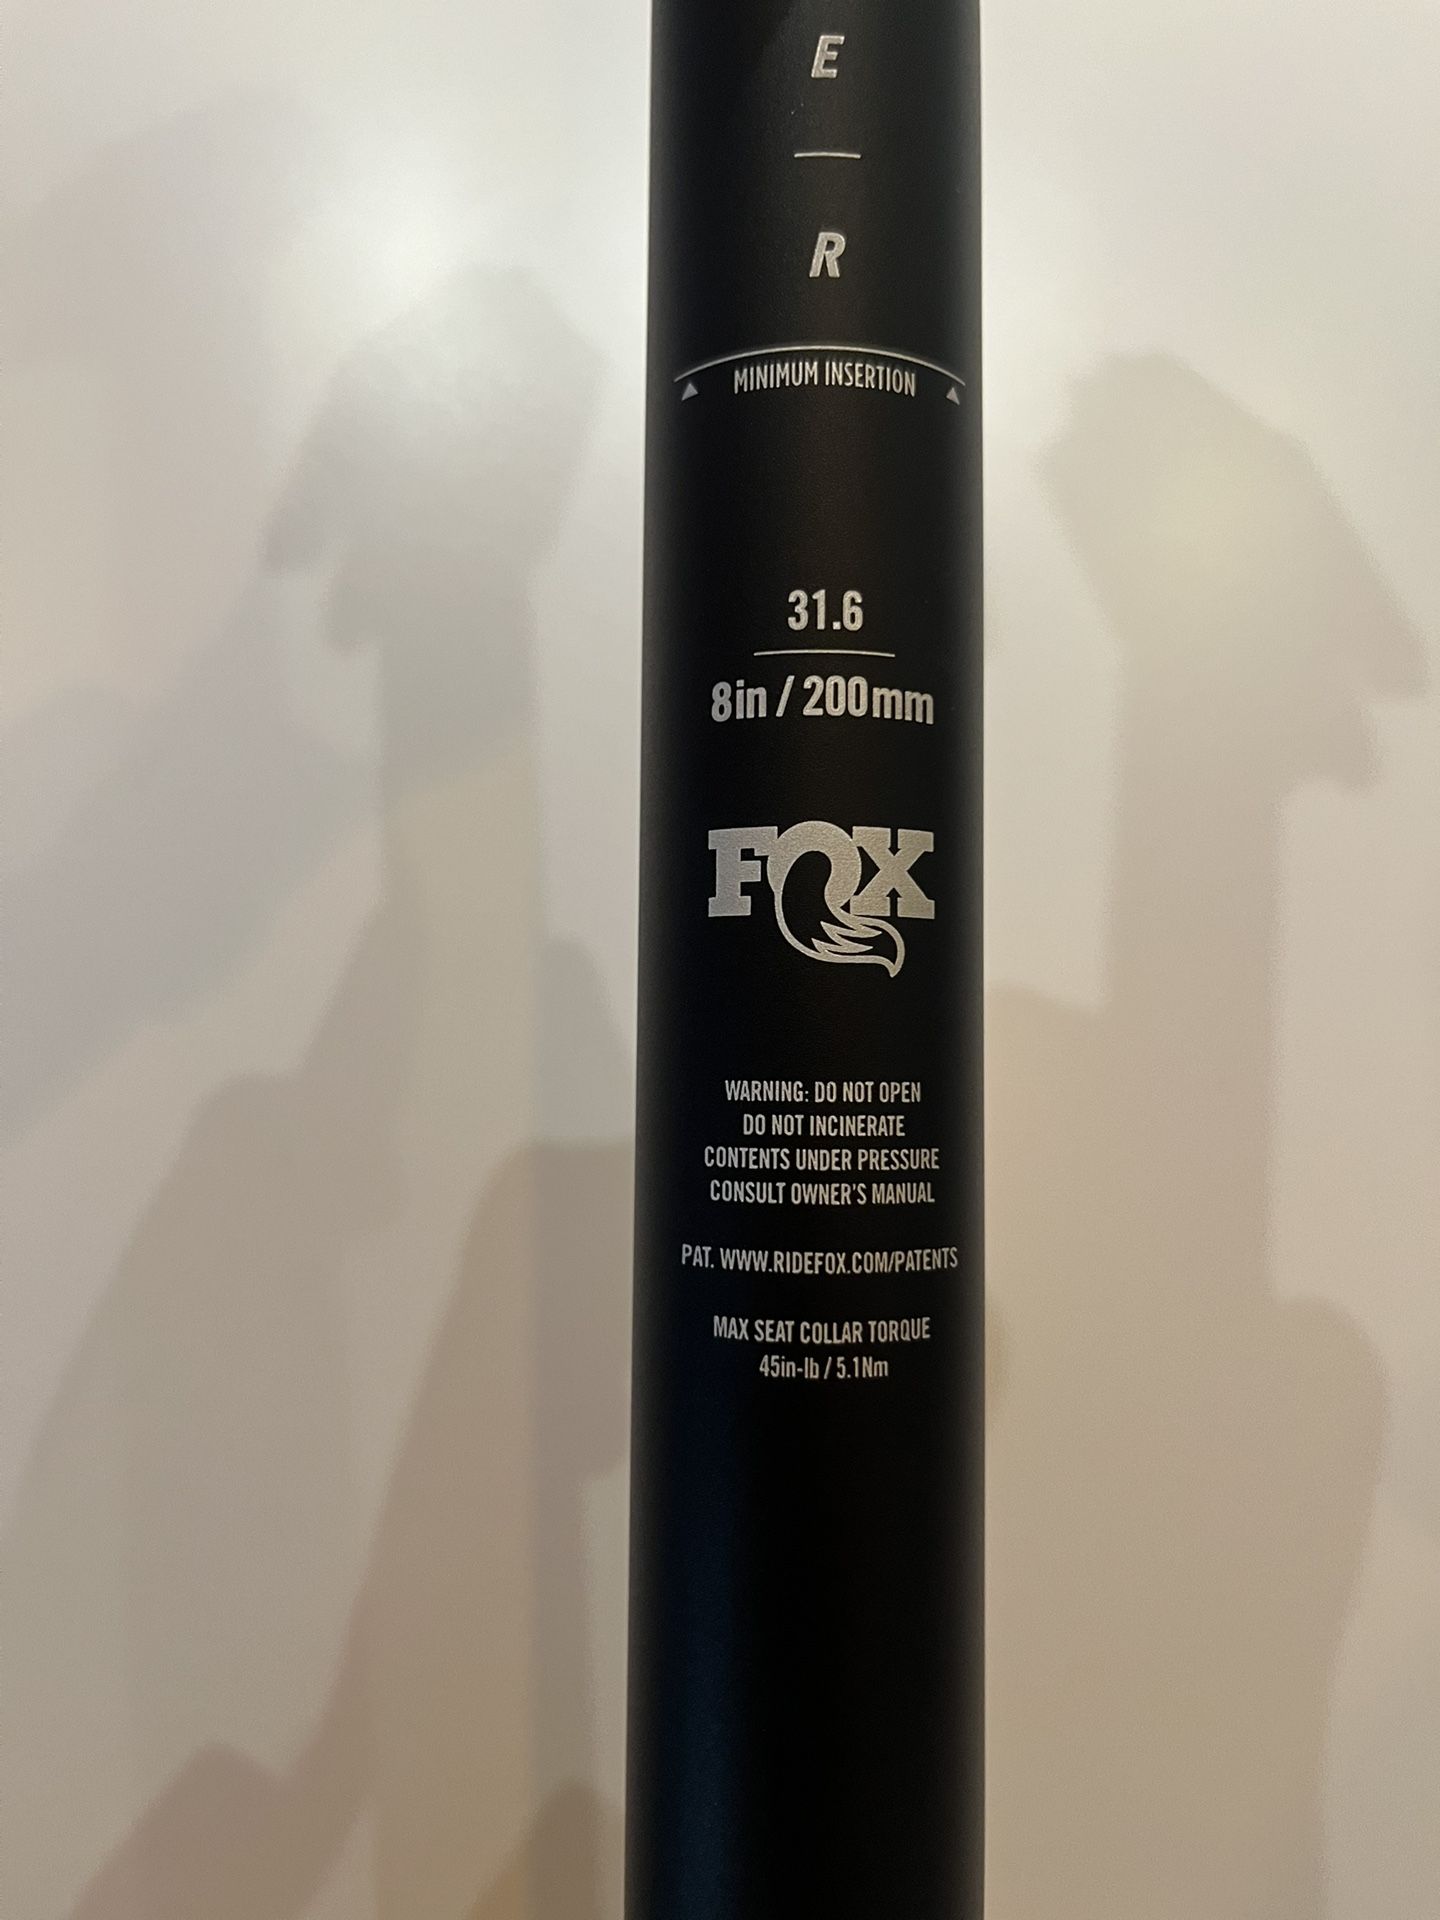 E
R
MINIMUM INSERTION
31.6
8in / 200mm
FOX
WARNING: DO NOT OPEN
DO NOT INCINERATE
CONTENTS UNDER PRESSURE
CONSULT OWNER'S MANUAL
PAT. WWW.RIDEFOX.COM/PATENTS
MAX SEAT COLLAR TORQUE
45in-lb / 5.1Nm